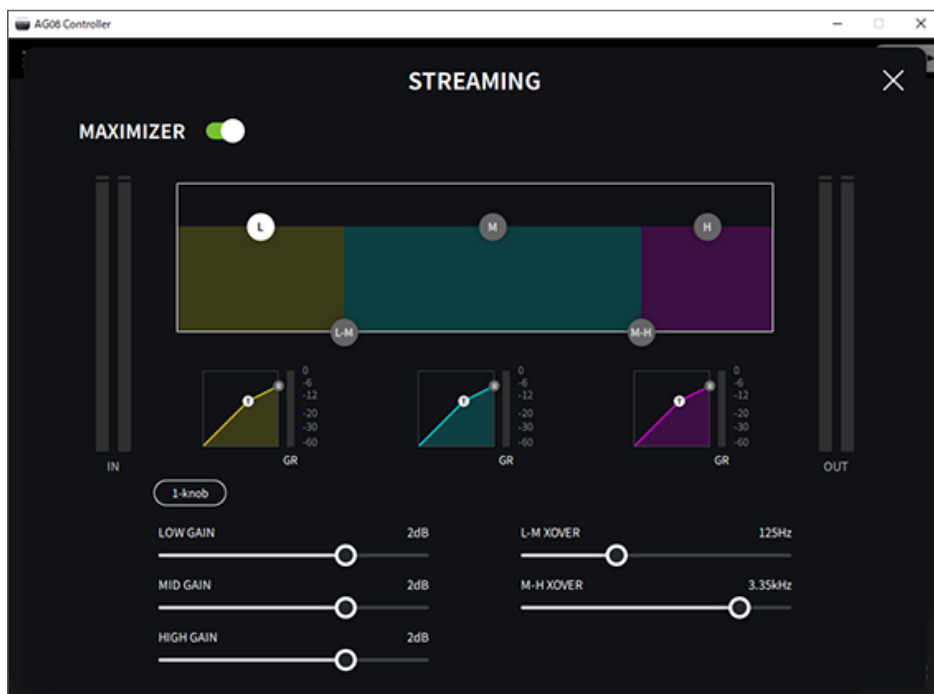 AG08 Controller
STREAMING
MAXIMIZER
L
M
H
L-M
M-H
T
R
0
-6
-12
-20
-30
-60
GR
T
R
0
-6
-12
-20
-30
-60
GR
T
R
0
-6
-12
-20
-30
-60
GR
IN
OUT
1-knob
LOW GAIN 2dB
L-M XOVER 125Hz
MID GAIN 2dB
M-H XOVER 3.35kHz
HIGH GAIN 2dB